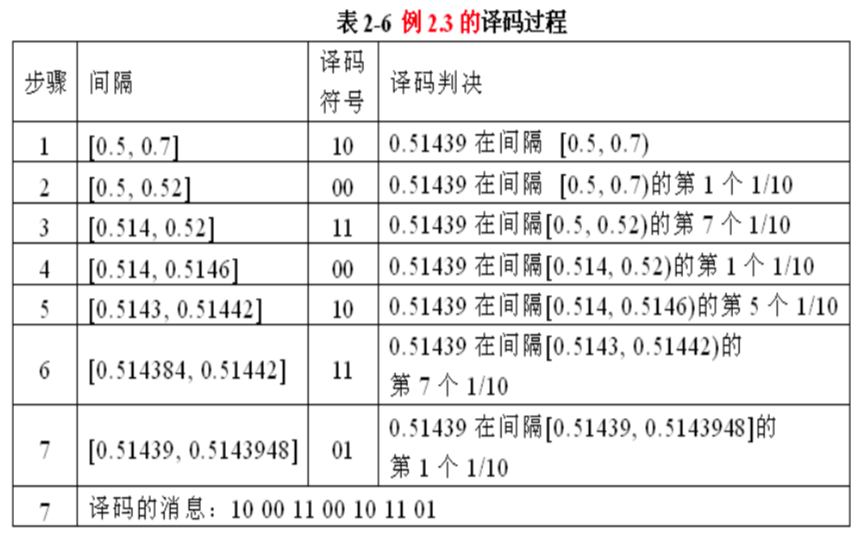 表 2-6 例 2.3 的译码过程
步骤 间隔 译码符号 译码判决
1 [0.5, 0.7] 10 0.51439 在间隔 [0.5, 0.7)
2 [0.5, 0.52] 00 0.51439 在间隔 [0.5, 0.7)的第 1 个 1/10
3 [0.514, 0.52] 11 0.51439 在间隔[0.5, 0.52)的第 7 个 1/10
4 [0.514, 0.5146] 00 0.51439 在间隔[0.514, 0.52)的第 1 个 1/10
5 [0.5143, 0.51442] 10 0.51439 在间隔[0.514, 0.5146)的第 5 个 1/10
6 [0.514384, 0.51442] 11 0.51439 在间隔[0.5143, 0.51442)的
第 7 个 1/10
7 [0.51439, 0.5143948] 01 0.51439 在间隔[0.51439, 0.5143948]的
第 1 个 1/10
7 译码的消息：10 00 11 00 10 11 01